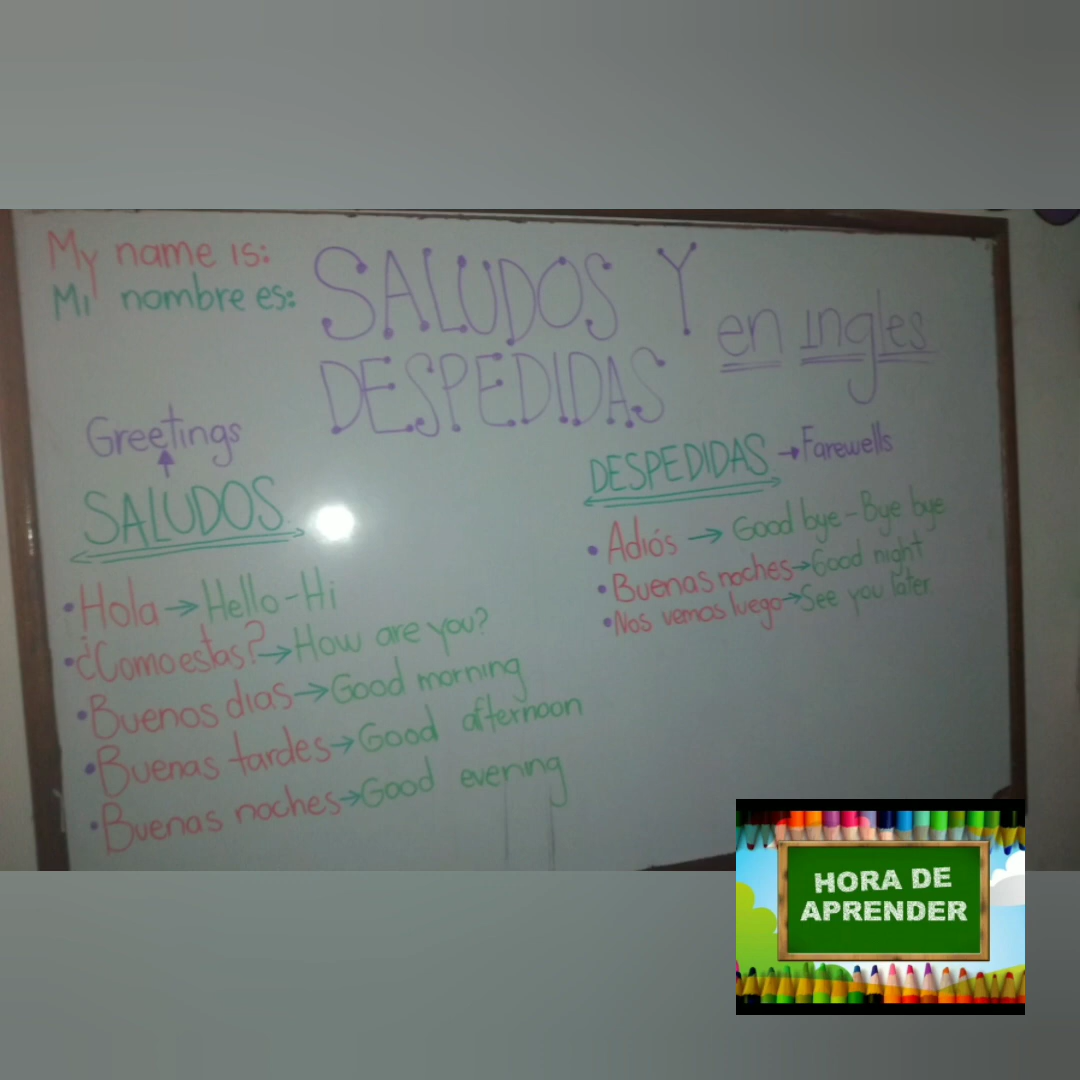 My name is:
Mi nombre es:
SALUDOS Y
DESPEDIDAS
en ingles
Greetings
SALUDOS
• Hola → Hello - Hi
• ¿Como estas? → How are you?
• Buenos dias → Good morning
• Buenas tardes → Good afternoon
• Buenas noches → Good evening
DESPEDIDAS → Farewells
• Adiós → Good bye - Bye bye
• Buenas noches → Good night
• Nos vemos luego → See you later
HORA DE
APRENDER